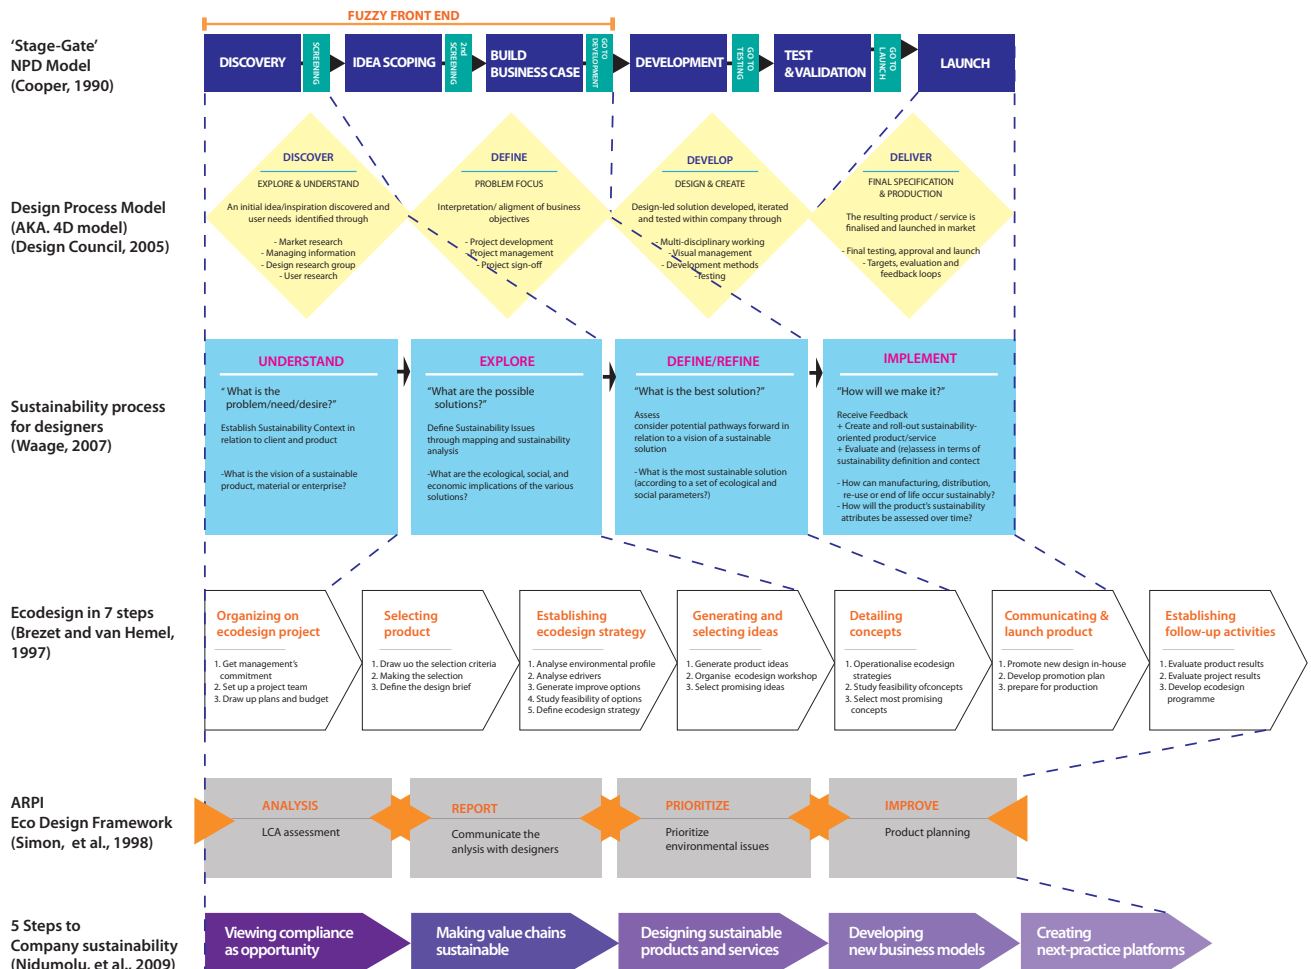 FUZZY FRONT END
'Stage-Gate'
NPD Model
(Cooper, 1990)
DISCOVERY
SCREENING
IDEA SCOPING
2nd
SCREENING
BUILD
BUSINESS CASE
GO TO
DEVELOPMENT
DEVELOPMENT
GO TO
TESTING
TEST
& VALIDATION
GO TO
LAUNCH
LAUNCH
Design Process Model
(AKA. 4D model)
(Design Council, 2005)
DISCOVER
EXPLORE & UNDERSTAND
An initial idea/inspiration discovered and
user needs identified through
- Market research
- Managing information
- Design research group
- User research
DEFINE
PROBLEM FOCUS
Interpretation/ aligment of business
objectives
- Project development
- Project management
- Project sign-off
DEVELOP
DESIGN & CREATE
Design-led solution developed, iterated
and tested within company through
- Multi-disciplinary working
- Visual management
- Development methods
-Testing
DELIVER
FINAL SPECIFICATION
& PRODUCTION
The resulting product / service is
finalised and launched in market
- Final testing, approval and launch
- Targets, evaluation and
feedback loops
Sustainability process
for designers
(Waage, 2007)
UNDERSTAND
" What is the
problem/need/desire?"
Establish Sustainability Context in
relation to client and product
-What is the vision of a sustainable
product, material or enterprise?
EXPLORE
"What are the possible
solutions?"
Define Sustainability Issues
through mapping and sustainability
analysis
-What are the ecological, social, and
economic implications of the various
solutions?
DEFINE/REFINE
"What is the best solution?"
Assess
consider potential pathways forward in
relation to a vision of a sustainable
solution
- What is the most sustainable solution
(according to a set of ecological and
social parameters?)
IMPLEMENT
"How will we make it?"
Receive Feedback
+ Create and roll-out sustainability-
oriented product/service
+ Evaluate and (re)assess in terms of
sustainability definition and contect
- How can manufacturing, distribution,
re-use or end of life occur sustainably?
- How will the product's sustainability
attributes be assessed over time?
Ecodesign in 7 steps
(Brezet and van Hemel,
1997)
Organizing on
ecodesign project
1. Get management's
commitment
2. Set up a project team
3. Draw up plans and budget
Selecting
product
1. Draw uo the selection criteria
2. Making the selection
3. Define the design brief
Establishing
ecodesign strategy
1. Analyse environmental profile
2. Analyse edrivers
3. Generate improve options
4. Study feasibility of options
5. Define ecodesign strategy
Generating and
selecting ideas
1. Generate product ideas
2. Organise ecodesign workshop
3. Select promising ideas
Detailing
concepts
1. Operationalise ecodesign
strategies
2. Study feasibility ofconcepts
3. Select most promising
concepts
Communicating &
launch product
1. Promote new design in-house
2. Develop promotion plan
3. prepare for production
Establishing
follow-up activities
1. Evaluate product results
2. Evaluate project results
3. Develop ecodesign
programme
ARPI
Eco Design Framework
(Simon, et al., 1998)
ANALYSIS
LCA assessment
REPORT
Communicate the
anlysis with designers
PRIORITIZE
Prioritize
environmental issues
IMPROVE
Product planning
5 Steps to
Company sustainability
(Nidumolu, et al., 2009)
Viewing compliance
as opportunity
Making value chains
sustainable
Designing sustainable
products and services
Developing
new business models
Creating
next-practice platforms